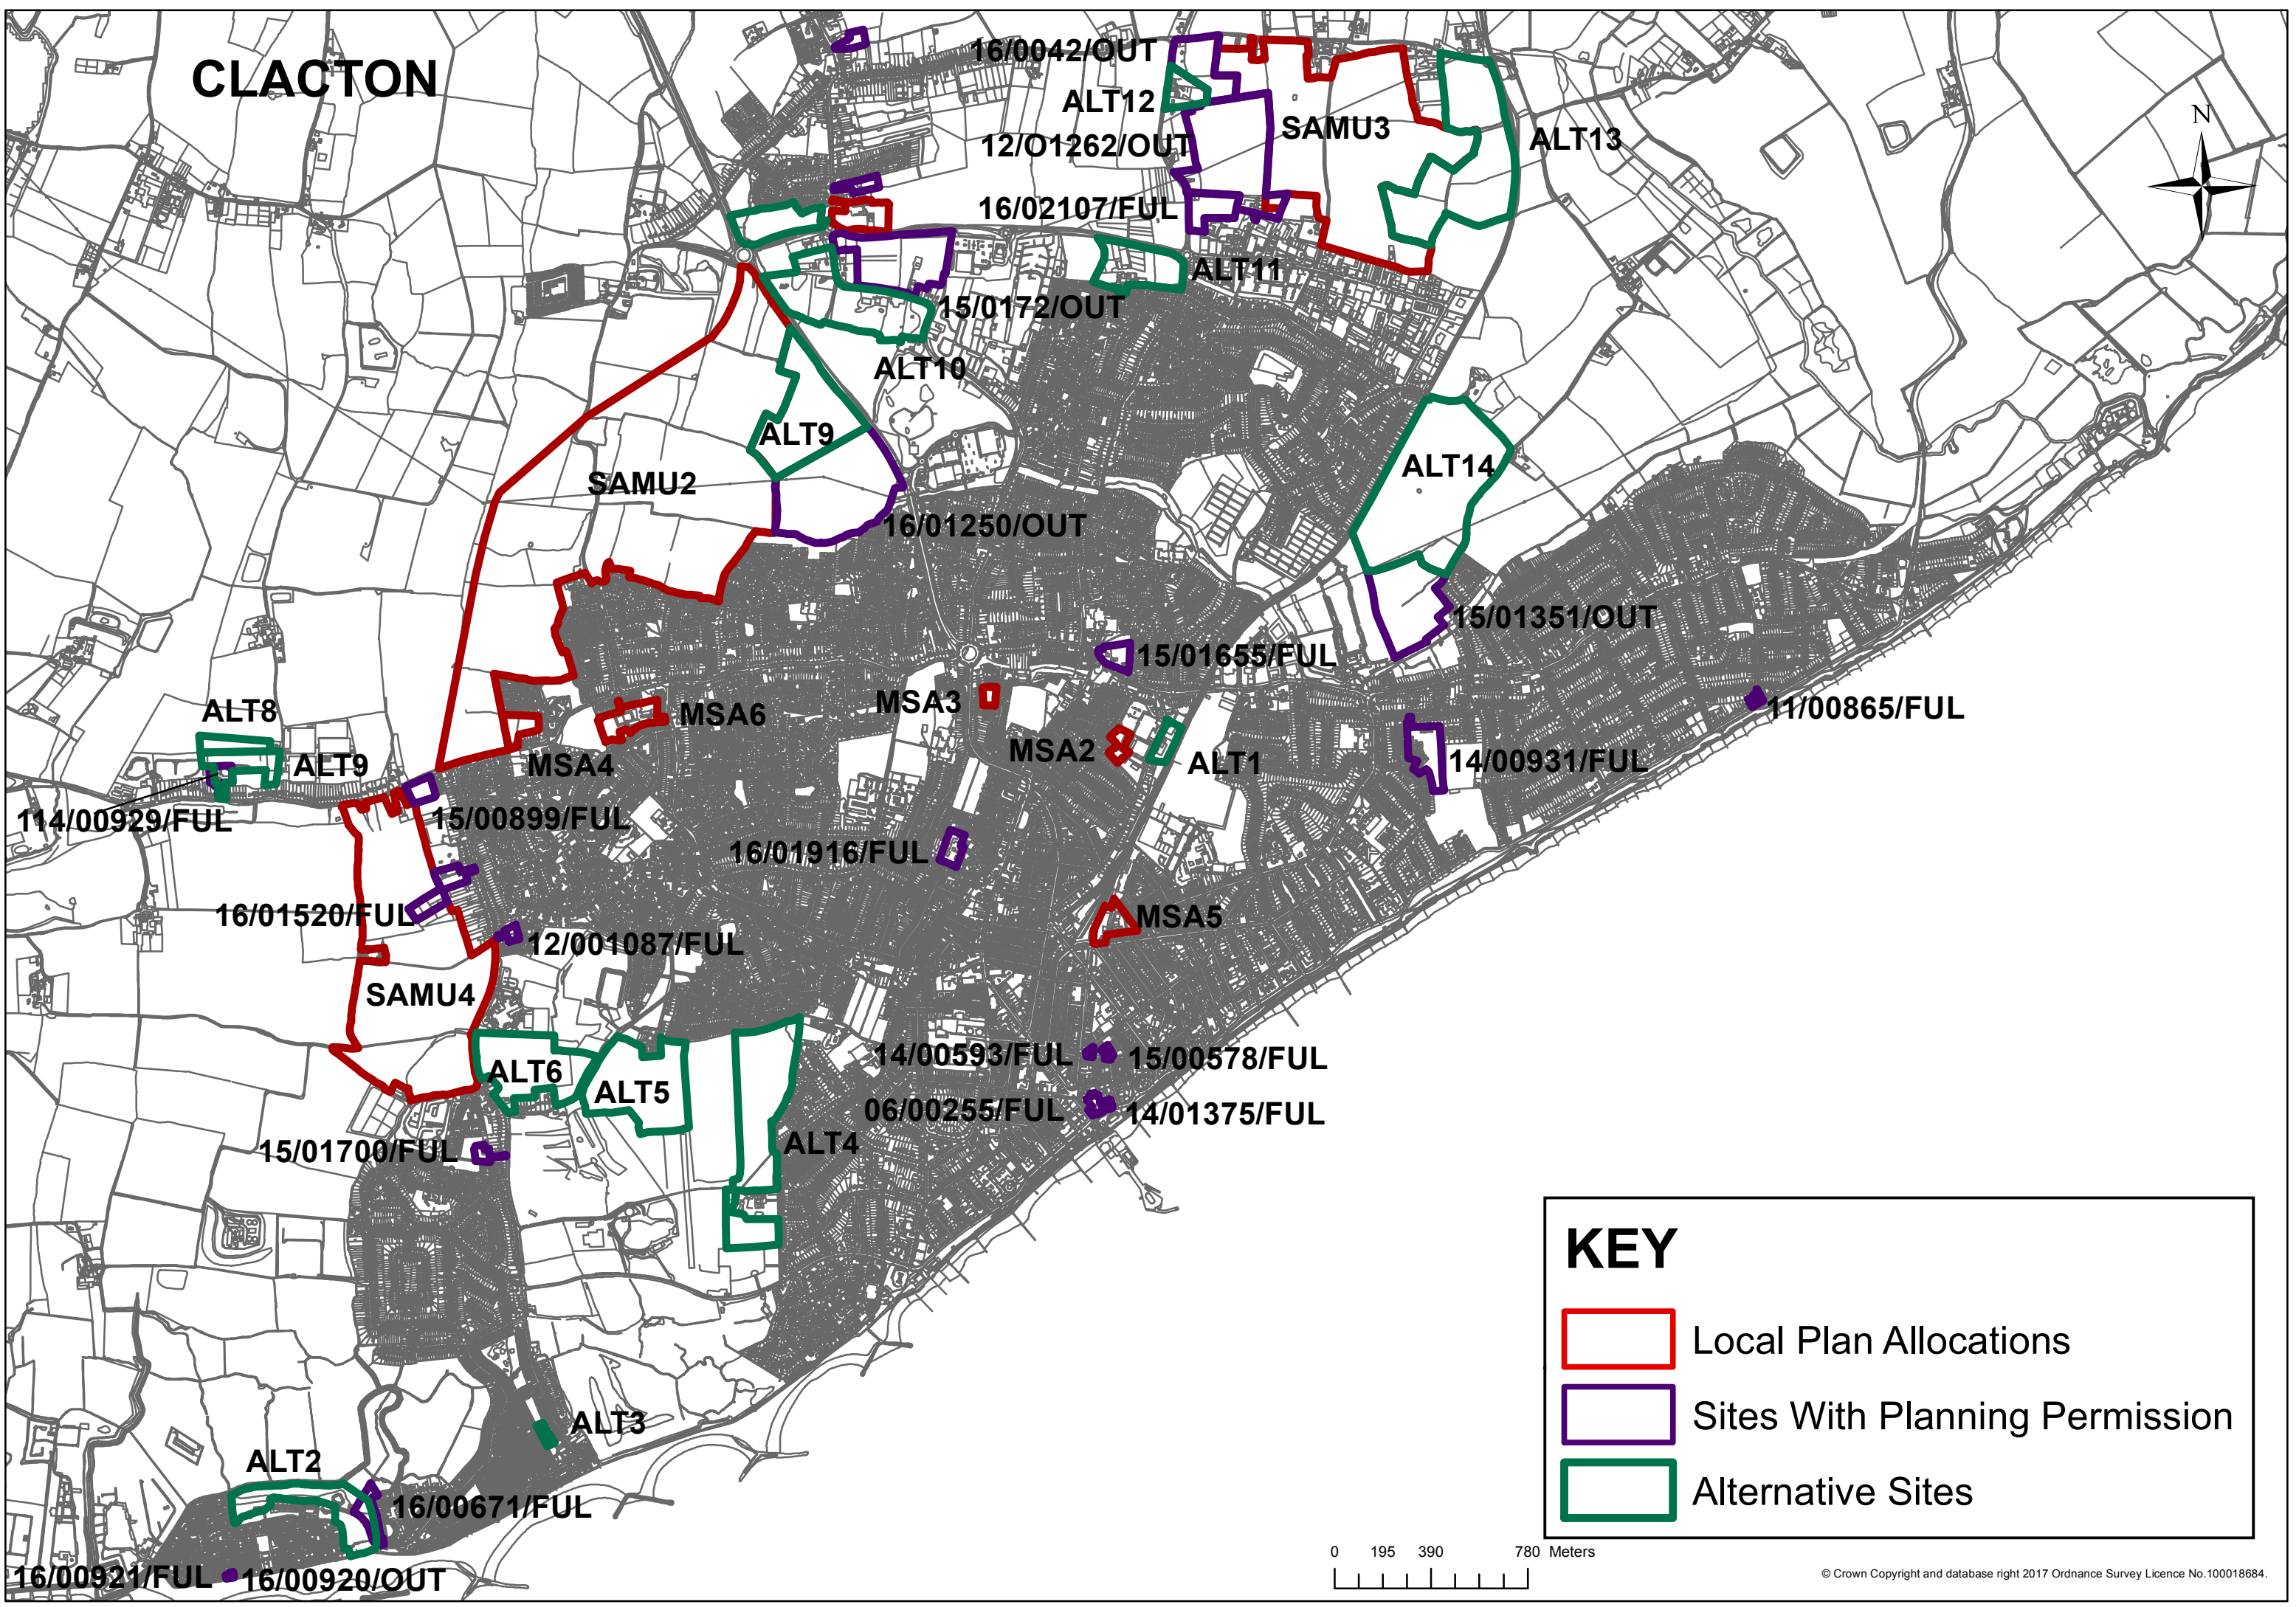 CLACTON
16/0042/OUT
ALT12
SAMU3
12/O1262/OUT
ALT13
N
16/02107/FUL
ALT11
15/0172/OUT
ALT10
ALT9
SAMU2
ALT14
16/01250/OUT
15/01351/OUT
15/01655/FUL
MSA3
MSA6
ALT8
11/00865/FUL
MSA2
ALT1
14/00931/FUL
MSA4
ALT9
114/00929/FUL
15/00899/FUL
16/01916/FUL
16/01520/FUL
MSA5
12/001087/FUL
SAMU4
14/00593/FUL
15/00578/FUL
ALT6
ALT5
06/00255/FUL
14/01375/FUL
15/01700/FUL
ALT4
ALT3
ALT2
16/00671/FUL
16/00921/FUL
16/00920/OUT
KEY
Local Plan Allocations
Sites With Planning Permission
Alternative Sites
0 195 390 780 Meters
© Crown Copyright and database right 2017 Ordnance Survey Licence No.100018684.